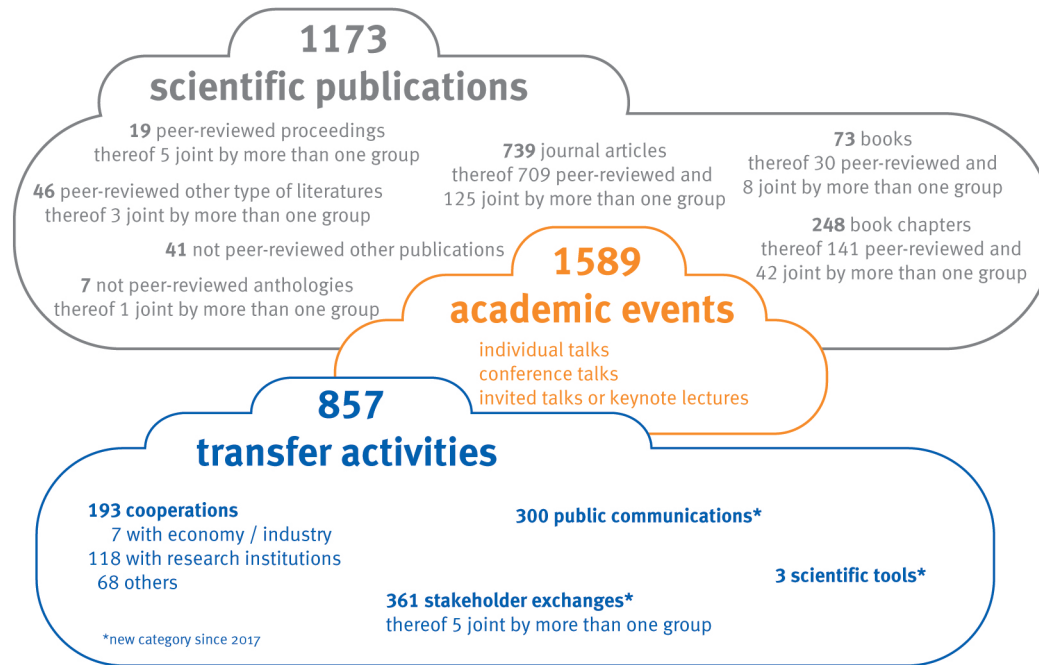 1173
scientific publications
19 peer-reviewed proceedings
thereof 5 joint by more than one group
46 peer-reviewed other type of literatures
thereof 3 joint by more than one group
41 not peer-reviewed other publications
7 not peer-reviewed anthologies
thereof 1 joint by more than one group
739 journal articles
thereof 709 peer-reviewed and
125 joint by more than one group
73 books
thereof 30 peer-reviewed and
8 joint by more than one group
248 book chapters
thereof 141 peer-reviewed and
42 joint by more than one group
1589
academic events
individual talks
conference talks
invited talks or keynote lectures
857
transfer activities
193 cooperations
7 with economy / industry
118 with research institutions
68 others
300 public communications*
3 scientific tools*
361 stakeholder exchanges*
thereof 5 joint by more than one group
*new category since 2017